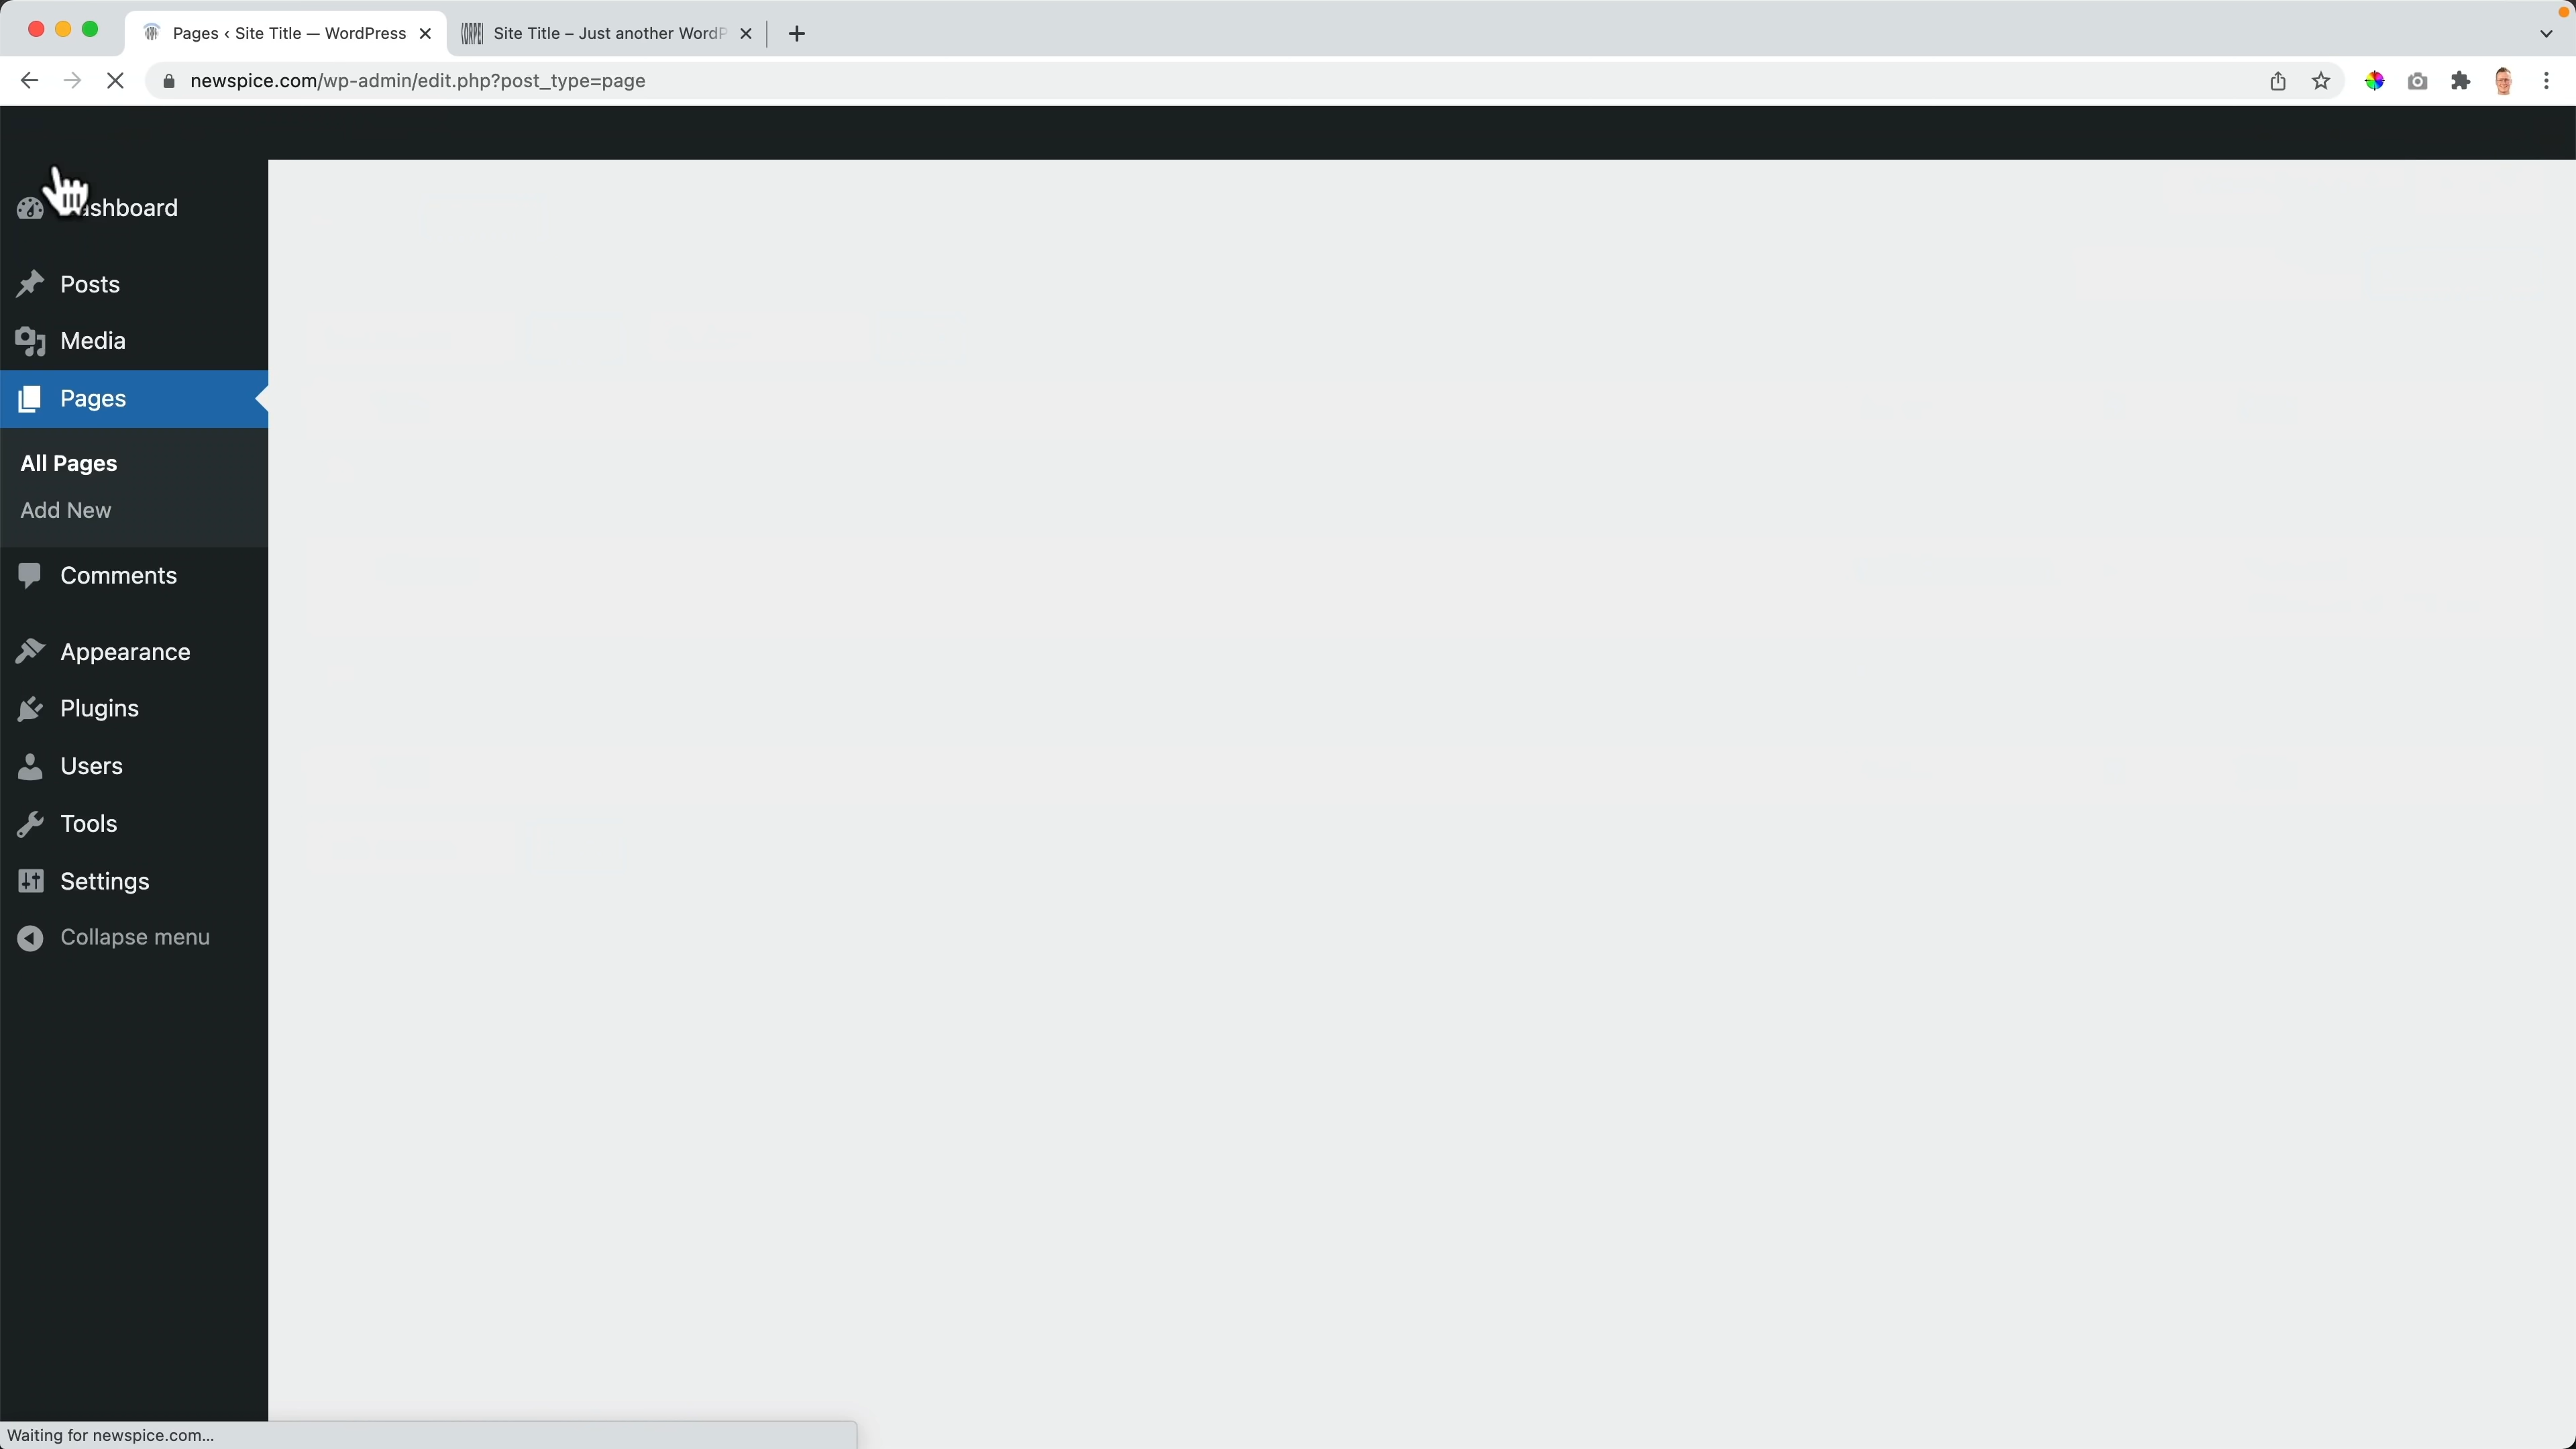 Pages ‹ Site Title — WordPress
Site Title – Just another WordP
newspice.com/wp-admin/edit.php?post_type=page
shboard
Posts
Media
Pages
All Pages
Add New
Comments
Appearance
Plugins
Users
Tools
Settings
Collapse menu
Waiting for newspice.com...